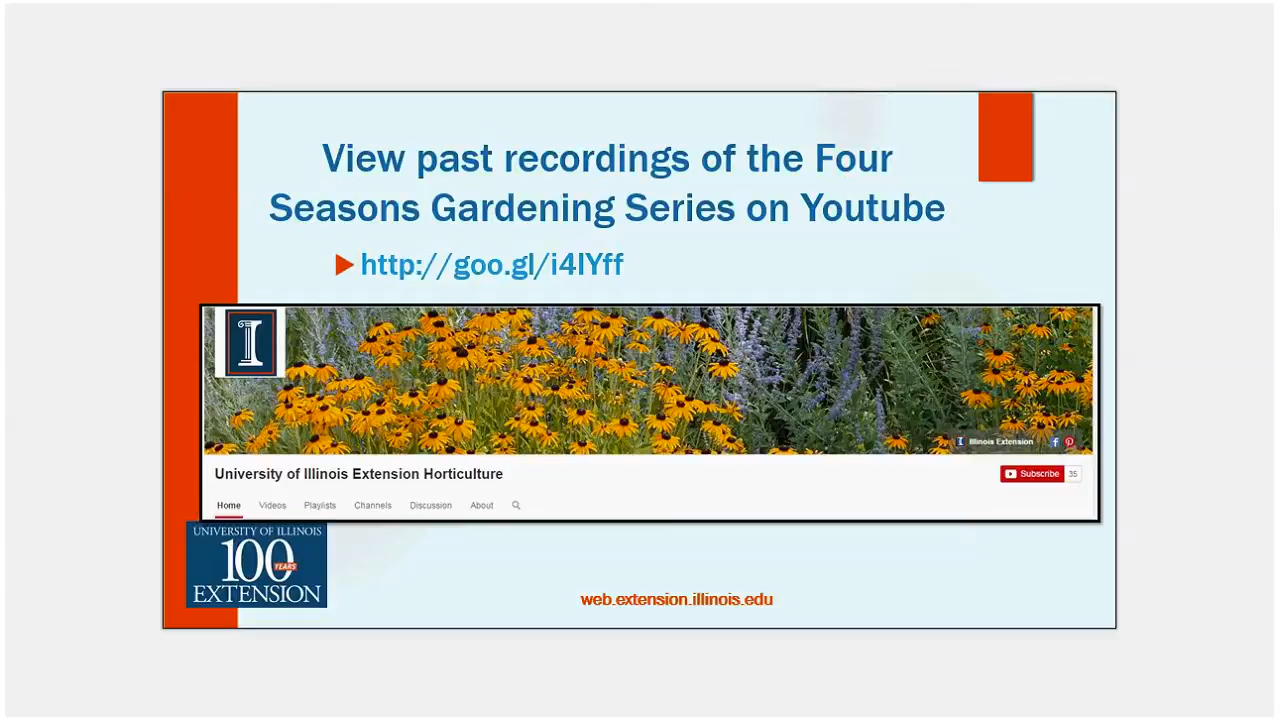 View past recordings of the Four
Seasons Gardening Series on Youtube
http://goo.gl/i4IYff
I
I Illinois Extension
University of Illinois Extension Horticulture
Subscribe 35
Home Videos Playlists Channels Discussion About
UNIVERSITY OF ILLINOIS
100 YEARS
EXTENSION
web.extension.illinois.edu